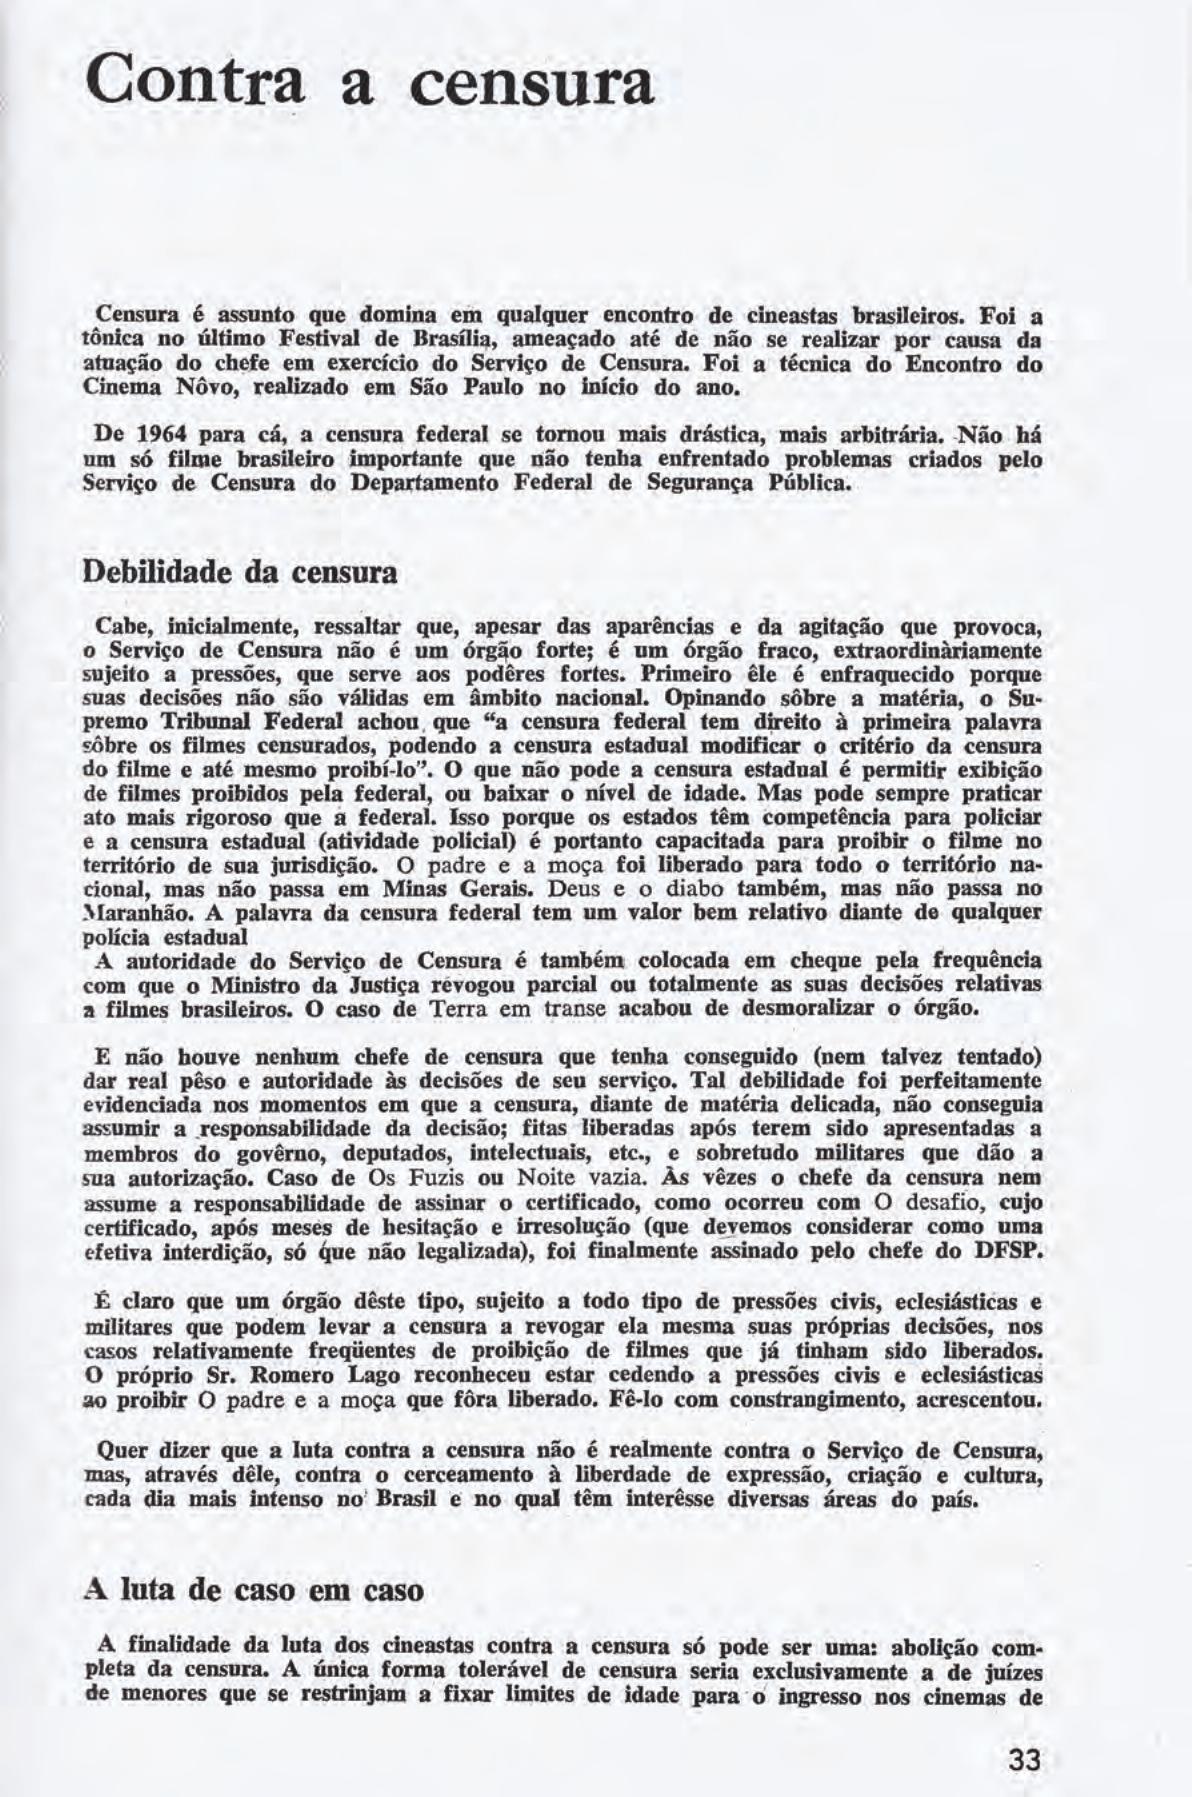 Contra a censura
Censura é assunto que domina em qualquer encontro de cineastas brasileiros. Foi a
tônica no último Festival de Brasília, ameaçado até de não se realizar por causa da
atuação do chefe em exercício do Serviço de Censura. Foi a técnica do Encontro do
Cinema Nôvo, realizado em São Paulo no início do ano.
De 1964 para cá, a censura federal se tornou mais drástica, mais arbitrária. Não há
um só filme brasileiro importante que não tenha enfrentado problemas criados pelo
Serviço de Censura do Departamento Federal de Segurança Pública.
Debilidade da censura
Cabe, inicialmente, ressaltar que, apesar das aparências e da agitação que provoca,
o Serviço de Censura não é um órgão forte; é um órgão fraco, extraordinàriamente
sujeito a pressões, que serve aos podêres fortes. Primeiro êle é enfraquecido porque
suas decisões não são válidas em âmbito nacional. Opinando sôbre a matéria, o Su-
premo Tribunal Federal achou que “a censura federal tem direito à primeira palavra
sôbre os filmes censurados, podendo a censura estadual modificar o critério da censura
do filme e até mesmo proibí-lo”. O que não pode a censura estadual é permitir exibição
de filmes proibidos pela federal, ou baixar o nível de idade. Mas pode sempre praticar
ato mais rigoroso que a federal. Isso porque os estados têm competência para policiar
e a censura estadual (atividade policial) é portanto capacitada para proibir o filme no
território de sua jurisdição. O padre e a moça foi liberado para todo o território na-
cional, mas não passa em Minas Gerais. Deus e o diabo também, mas não passa no
Maranhão. A palavra da censura federal tem um valor bem relativo diante de qualquer
polícia estadual
A autoridade do Serviço de Censura é também colocada em cheque pela frequência
com que o Ministro da Justiça revogou parcial ou totalmente as suas decisões relativas
a filmes brasileiros. O caso de Terra em transe acabou de desmoralizar o órgão.
E não houve nenhum chefe de censura que tenha conseguido (nem talvez tentado)
dar real pêso e autoridade às decisões de seu serviço. Tal debilidade foi perfeitamente
evidenciada nos momentos em que a censura, diante de matéria delicada, não conseguia
assumir a responsabilidade da decisão; fitas liberadas após terem sido apresentadas a
membros do govêrno, deputados, intelectuais, etc., e sobretudo militares que dão a
sua autorização. Caso de Os Fuzis ou Noite vazia. Às vêzes o chefe da censura nem
assume a responsabilidade de assinar o certificado, como ocorreu com O desafio, cujo
certificado, após meses de hesitação e irresolução (que devemos considerar como uma
efetiva interdição, só que não legalizada), foi finalmente assinado pelo chefe do DFSP.
É claro que um órgão dêste tipo, sujeito a todo tipo de pressões civis, eclesiásticas e
militares que podem levar a censura a revogar ela mesma suas próprias decisões, nos
casos relativamente freqüentes de proibição de filmes que já tinham sido liberados.
O próprio Sr. Romero Lago reconheceu estar cedendo a pressões civis e eclesiásticas
ao proibir O padre e a moça que fôra liberado. Fê-lo com constrangimento, acrescentou.
Quer dizer que a luta contra a censura não é realmente contra o Serviço de Censura,
mas, através dêle, contra o cerceamento à liberdade de expressão, criação e cultura,
cada dia mais intenso no Brasil e no qual têm interêsse diversas áreas do país.
A luta de caso em caso
A finalidade da luta dos cineastas contra a censura só pode ser uma: abolição com-
pleta da censura. A única forma tolerável de censura seria exclusivamente a de juízes
de menores que se restrinjam a fixar limites de idade para o ingresso nos cinemas de
33